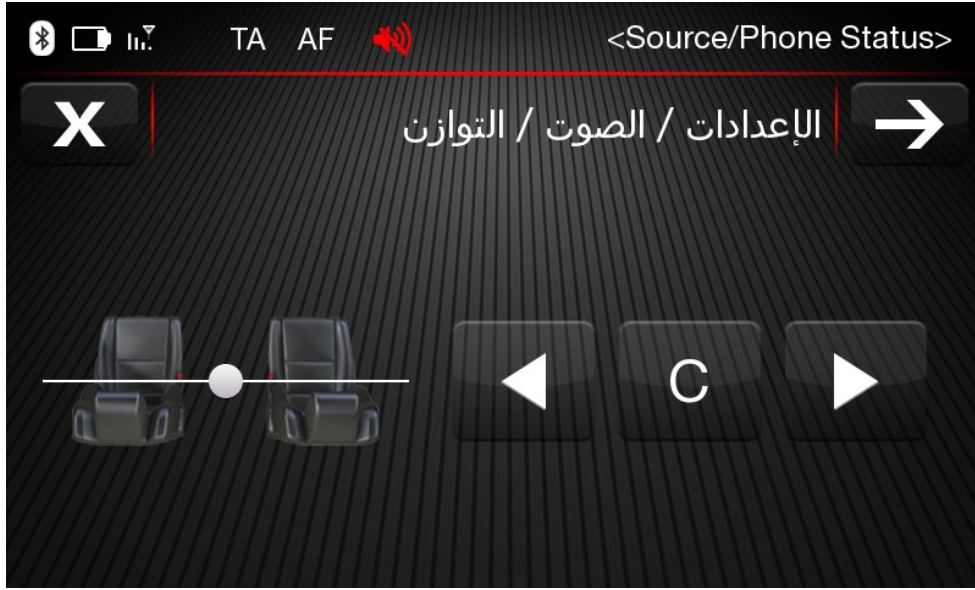 TA AF <Source/Phone Status>
X
الإعدادات / الصوت / التوازن
C